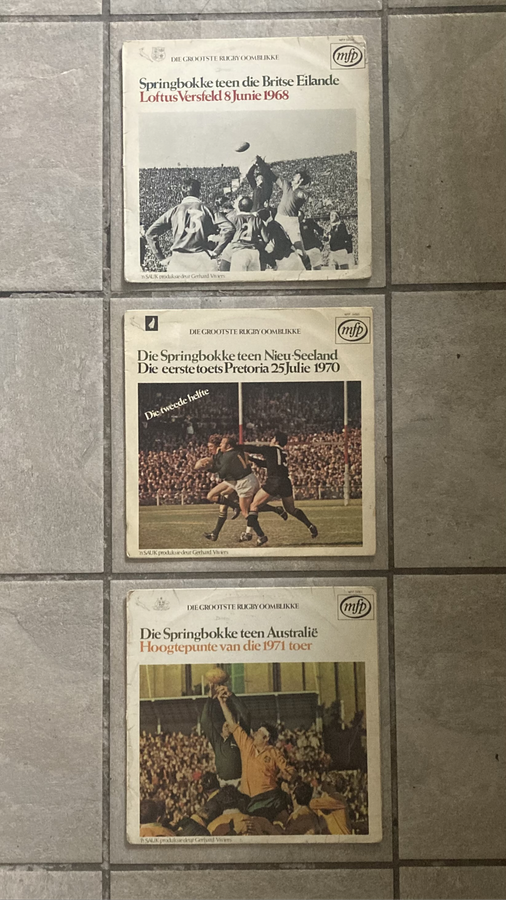 DIE GROOTSTE RUGBY OOMBLIKKE
mfp
Springbokke teen die Britse Eilande
Loftus Versfeld 8 Junie 1968
'n SAUK produksie deur Gerhard Viviers
DIE GROOTSTE RUGBY OOMBLIKKE
mfp
Die Springbokke teen Nieu-Seeland
Die eerste toets Pretoria 25 Julie 1970
Die tweede helfte
'n SAUK produksie deur Gerhard Viviers
DIE GROOTSTE RUGBY OOMBLIKKE
mfp
Die Springbokke teen Australië
Hoogtepunte van die 1971 toer
'n SAUK produksie deur Gerhard Viviers